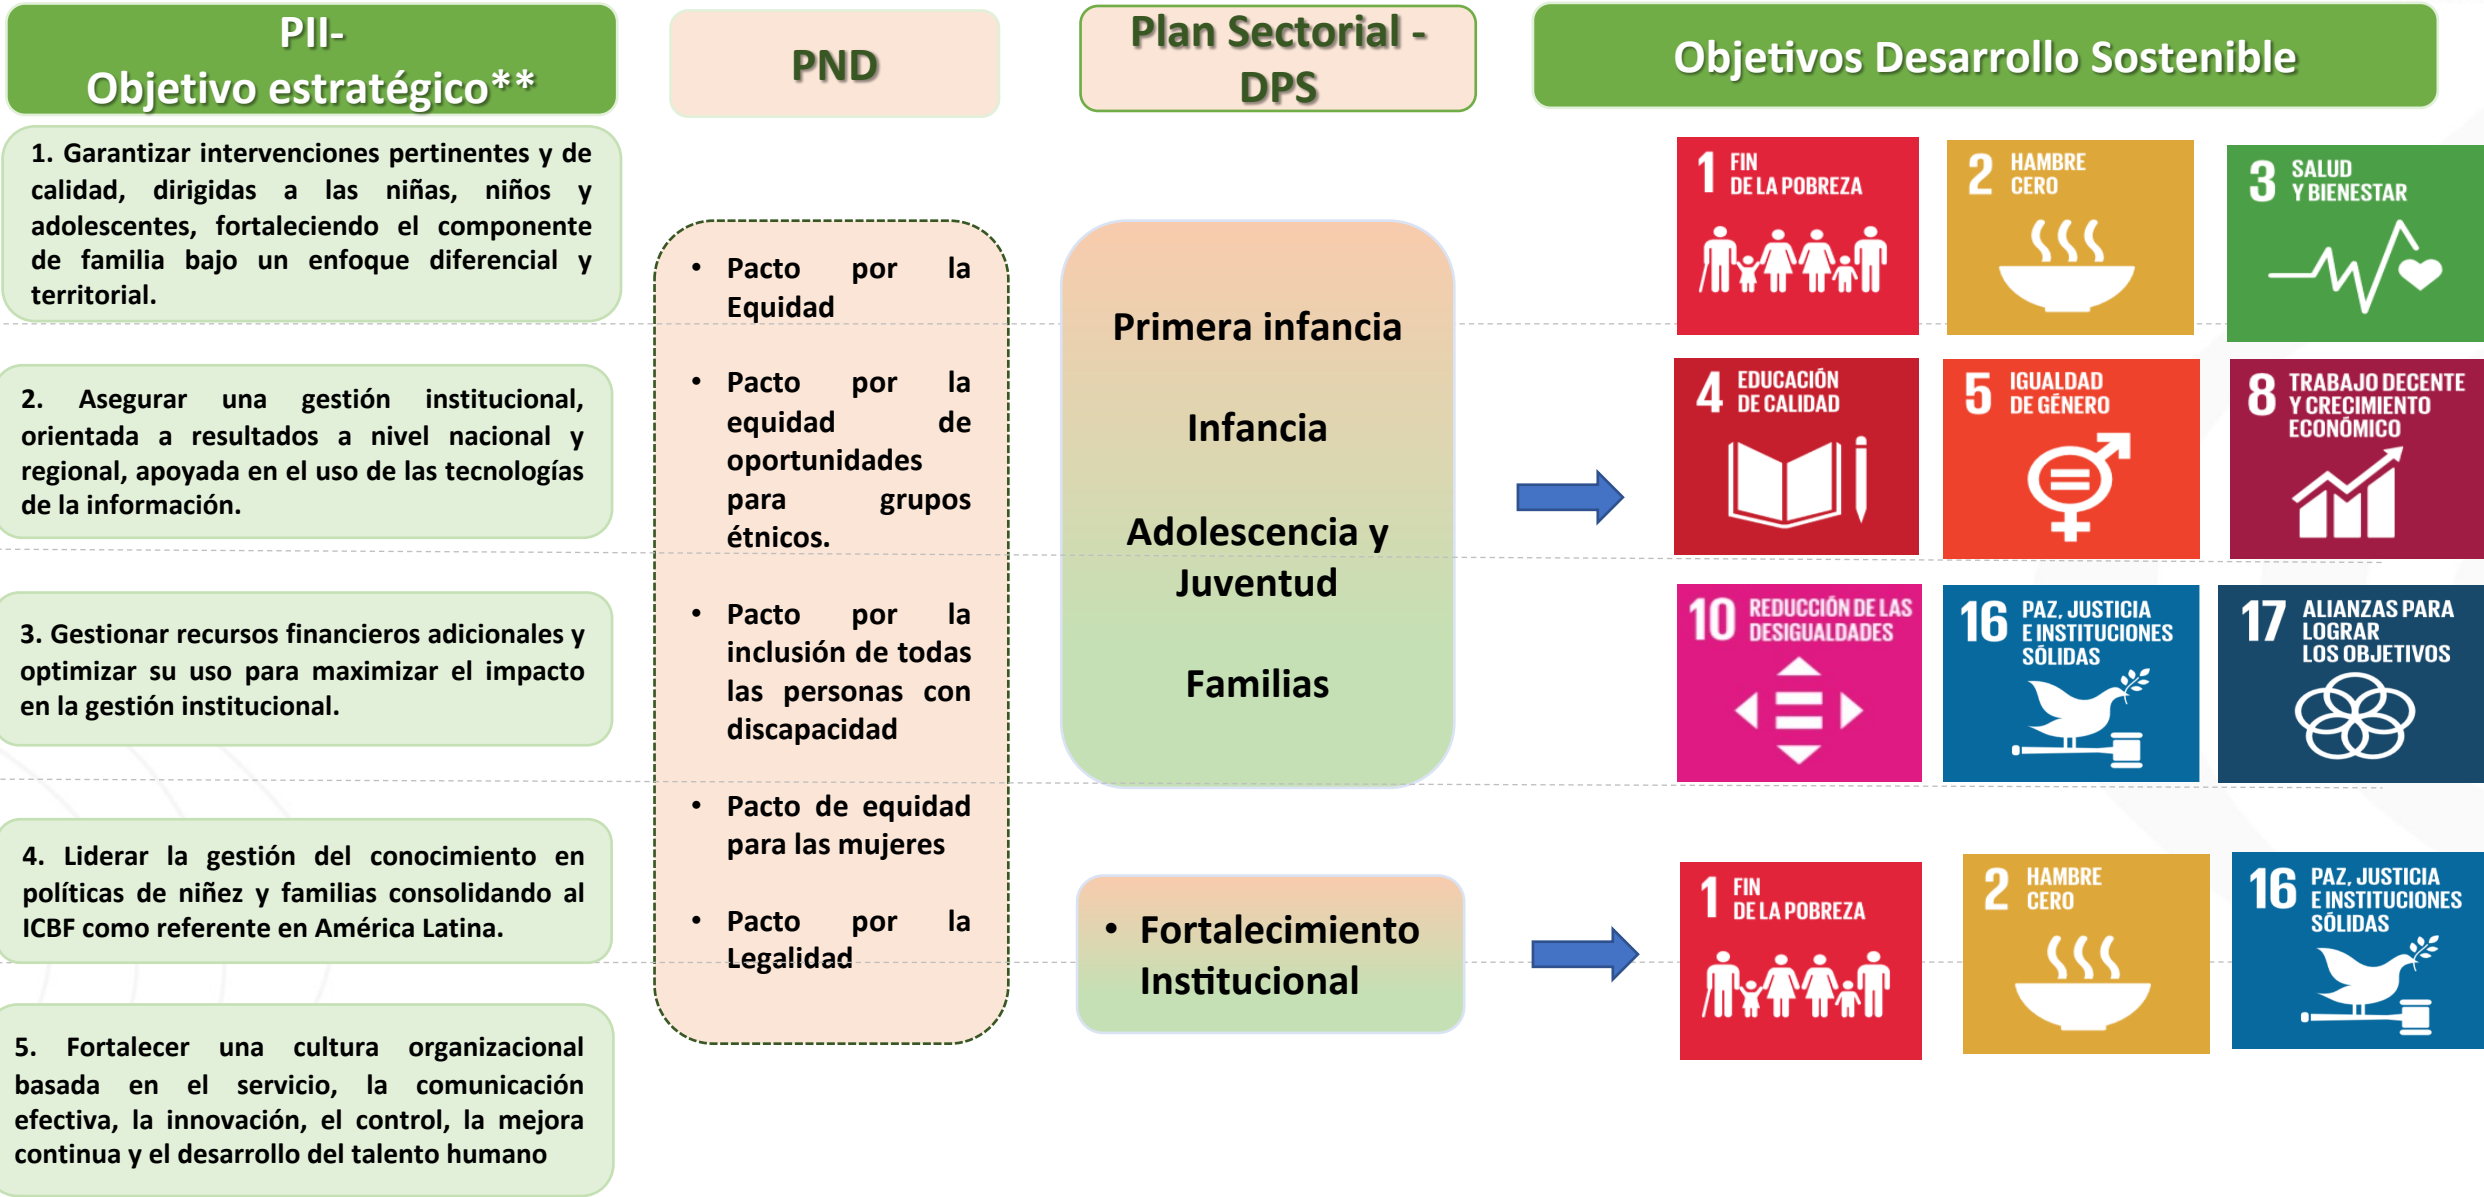 PII-
Objetivo estratégico**
PND
Plan Sectorial -
DPS
Objetivos Desarrollo Sostenible
1. Garantizar intervenciones pertinentes y de
calidad, dirigidas a las niñas, niños y
adolescentes, fortaleciendo el componente
de familia bajo un enfoque diferencial y
territorial.
2. Asegurar una gestión institucional,
orientada a resultados a nivel nacional y
regional, apoyada en el uso de las tecnologías
de la información.
3. Gestionar recursos financieros adicionales y
optimizar su uso para maximizar el impacto
en la gestión institucional.
4. Liderar la gestión del conocimiento en
políticas de niñez y familias consolidando al
ICBF como referente en América Latina.
5. Fortalecer una cultura organizacional
basada en el servicio, la comunicación
efectiva, la innovación, el control, la mejora
continua y el desarrollo del talento humano
• Pacto por la
Equidad
• Pacto por la
equidad de
oportunidades
para grupos
étnicos.
• Pacto por la
inclusión de todas
las personas con
discapacidad
• Pacto de equidad
para las mujeres
• Pacto por la
Legalidad
Primera infancia
Infancia
Adolescencia y
Juventud
Familias
• Fortalecimiento
Institucional
1 FIN
DE LA POBREZA
2 HAMBRE
CERO
3 SALUD
Y BIENESTAR
4 EDUCACIÓN
DE CALIDAD
5 IGUALDAD
DE GÉNERO
8 TRABAJO DECENTE
Y CRECIMIENTO
ECONÓMICO
10 REDUCCIÓN DE LAS
DESIGUALDADES
16 PAZ, JUSTICIA
E INSTITUCIONES
SÓLIDAS
17 ALIANZAS PARA
LOGRAR
LOS OBJETIVOS
1 FIN
DE LA POBREZA
2 HAMBRE
CERO
16 PAZ, JUSTICIA
E INSTITUCIONES
SÓLIDAS